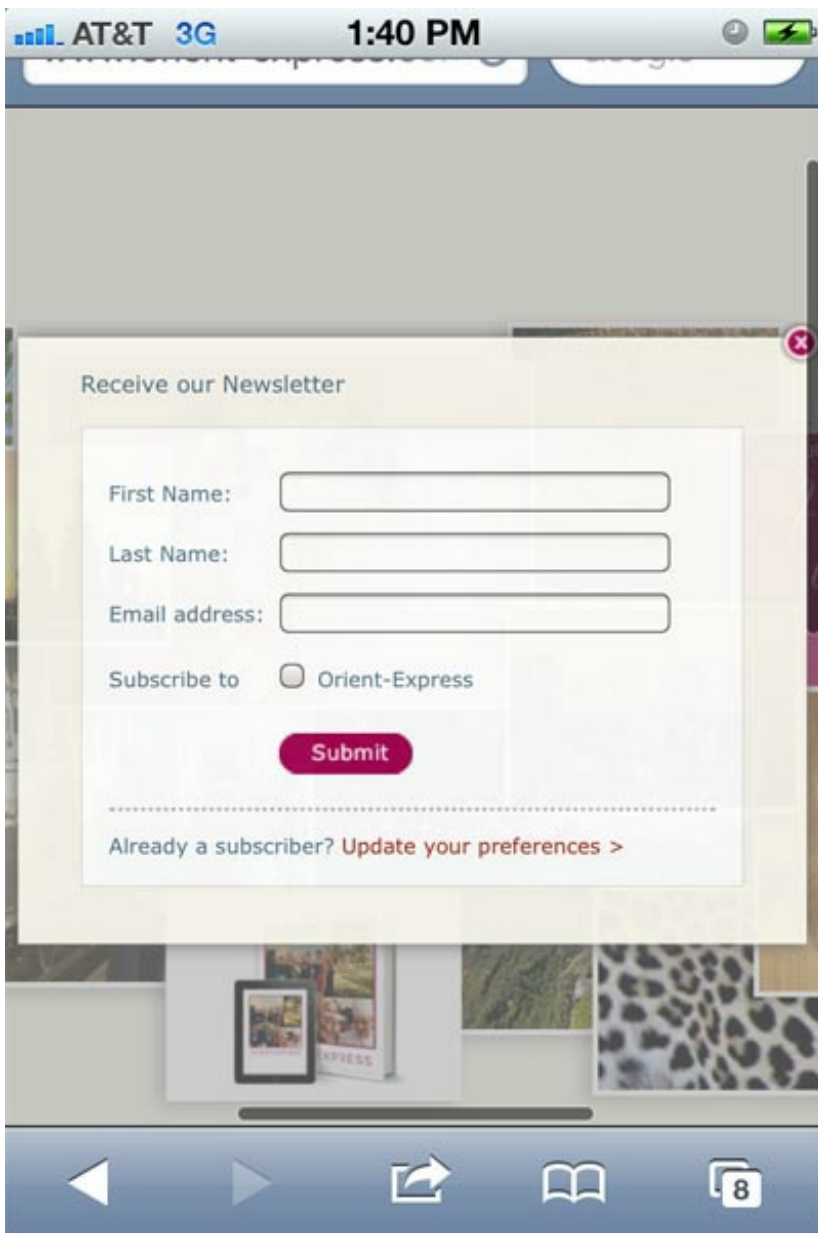 AT&T 3G 1:40 PM
Receive our Newsletter
First Name:
Last Name:
Email address:
Subscribe to Orient-Express
Submit
Already a subscriber? Update your preferences >
EXPRESS
8